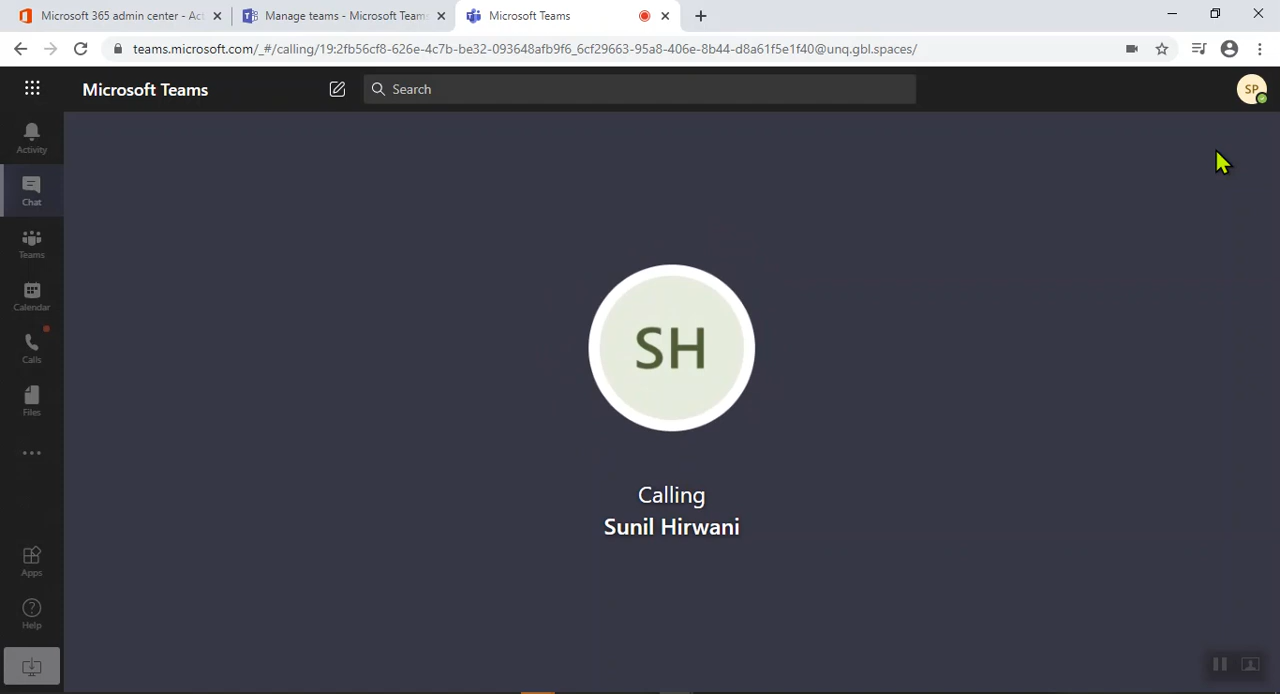 Microsoft 365 admin center - Act
Manage teams - Microsoft Teams
Microsoft Teams
teams.microsoft.com/_#/calling/19:2fb56cf8-626e-4c7b-be32-093648afb9f6_6cf29663-95a8-406e-8b44-d8a61f5e1f40@unq.gbl.spaces/
Microsoft Teams
Search
SP
Activity
Chat
Teams
Calendar
Calls
Files
Apps
Help
SH
Calling
Sunil Hirwani